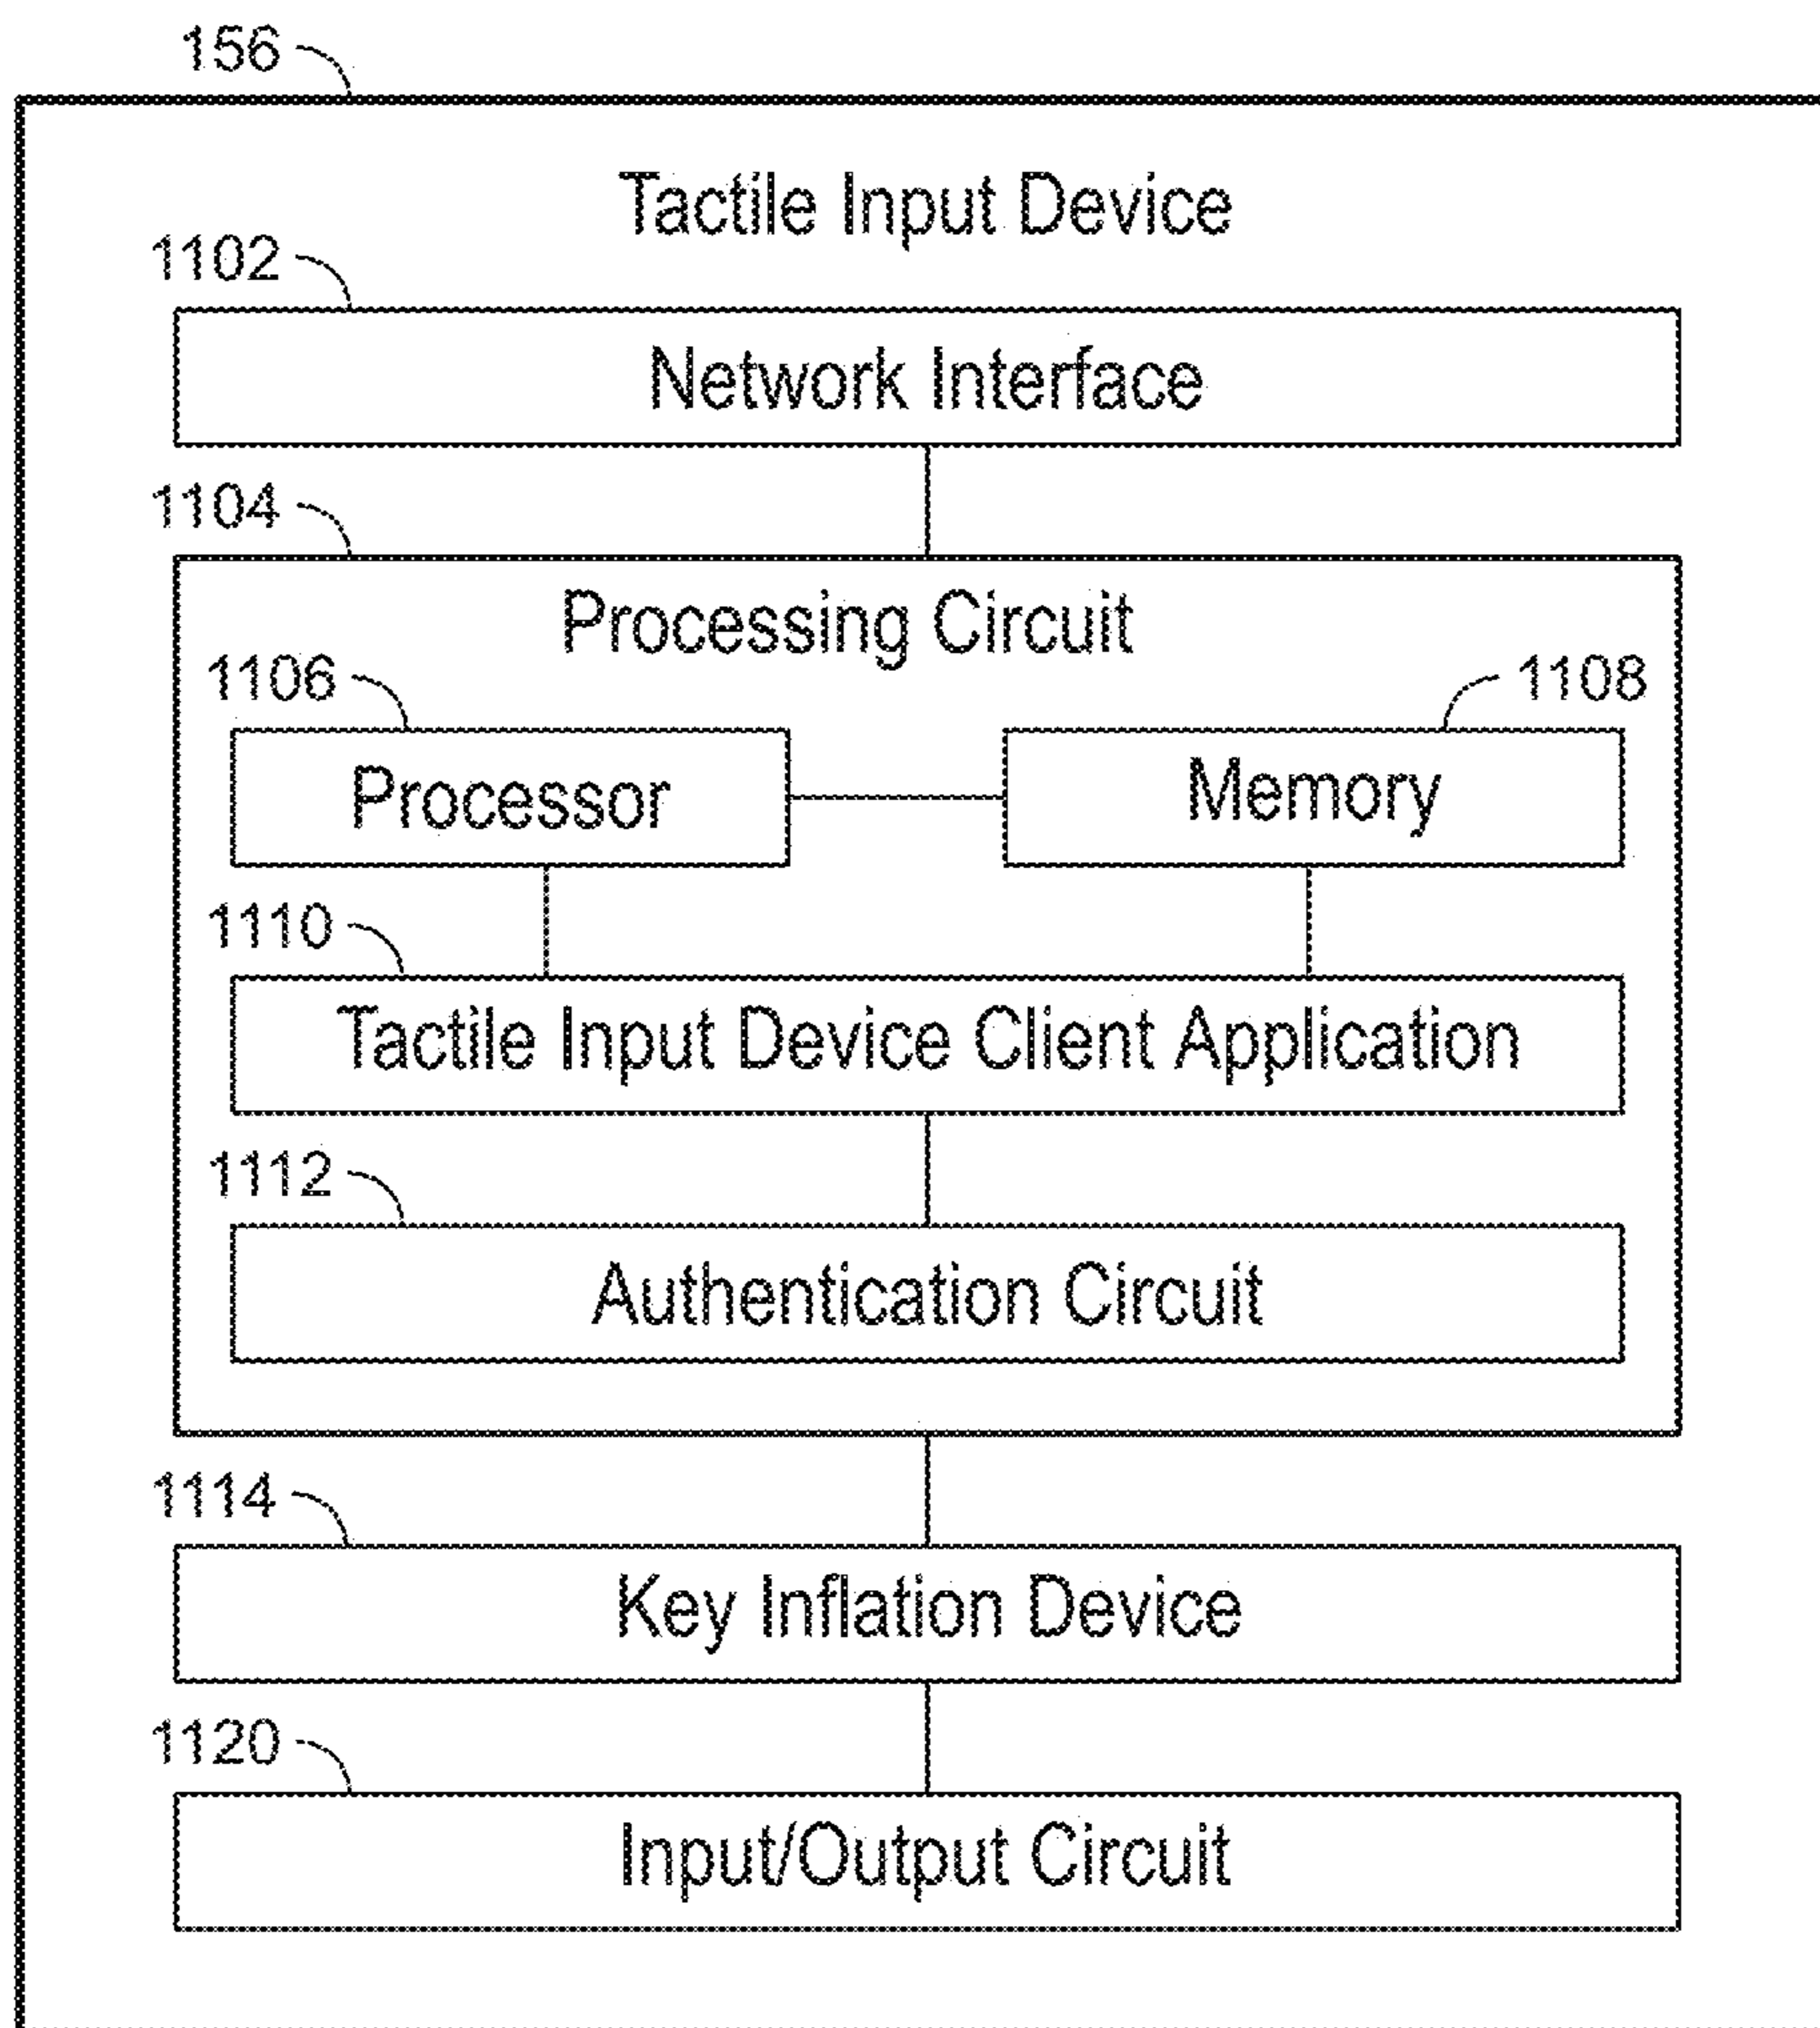 156
Tactile Input Device
1102
Network Interface
1104
Processing Circuit
1106
1108
Processor
Memory
1110
Tactile Input Device Client Application
1112
Authentication Circuit
1114
Key Inflation Device
1120
Input/Output Circuit